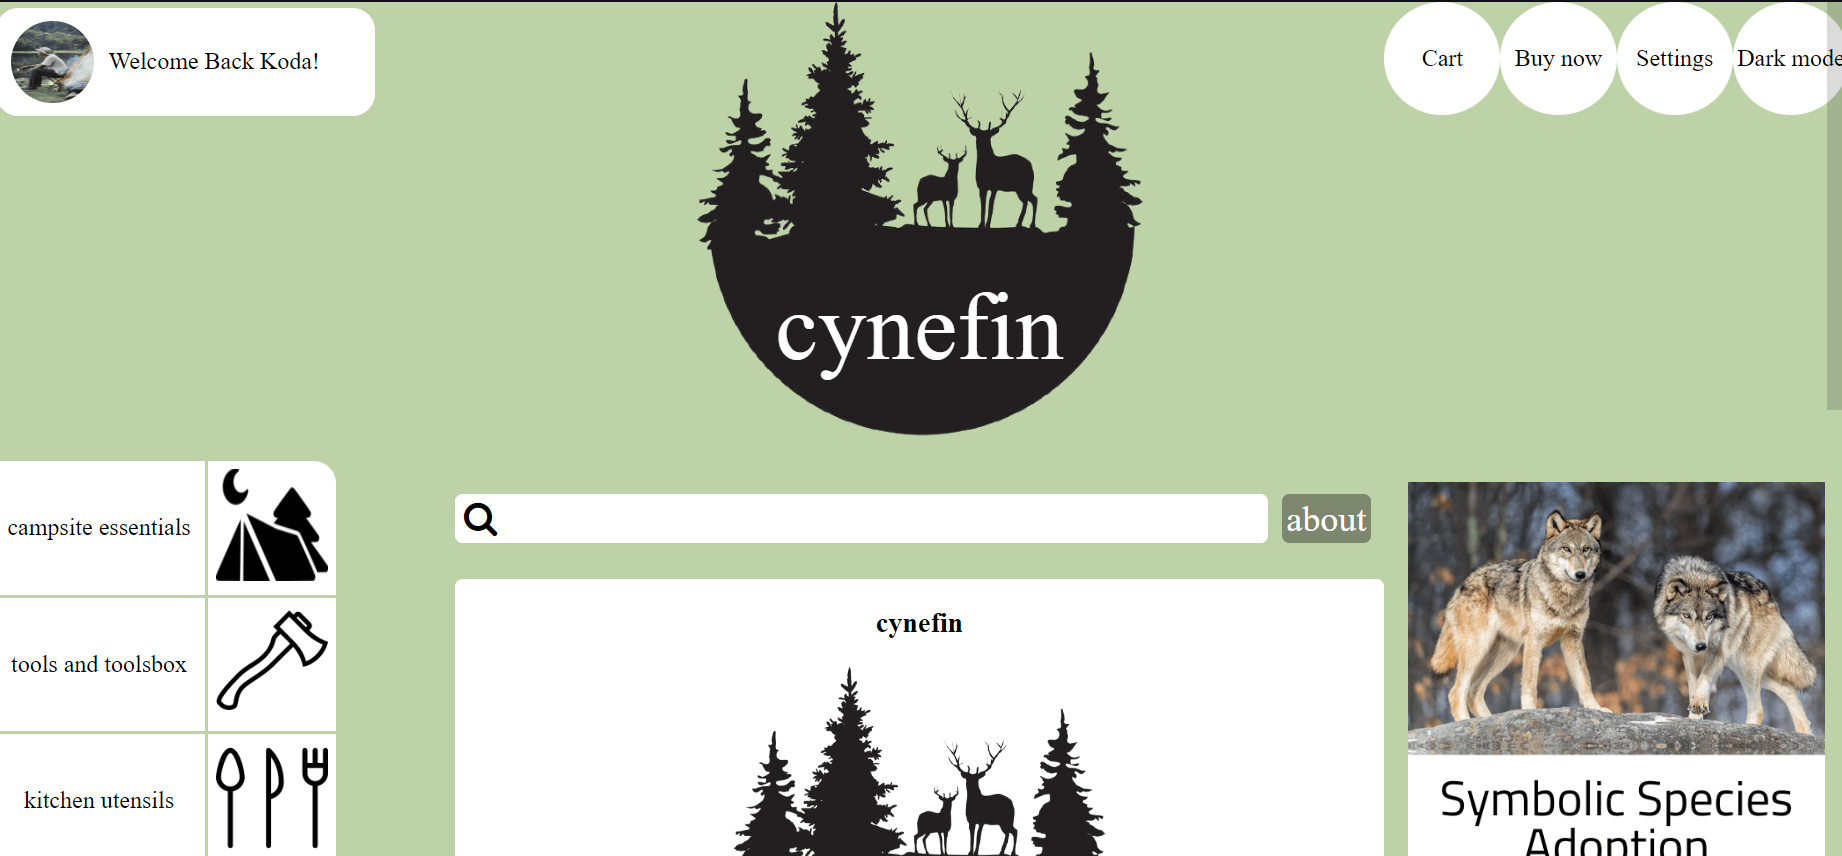 Welcome Back Koda!
Cart
Buy now
Settings
Dark mode
cynefin
campsite essentials
about
cynefin
tools and toolsbox
kitchen utensils
Symbolic Species
Adoption